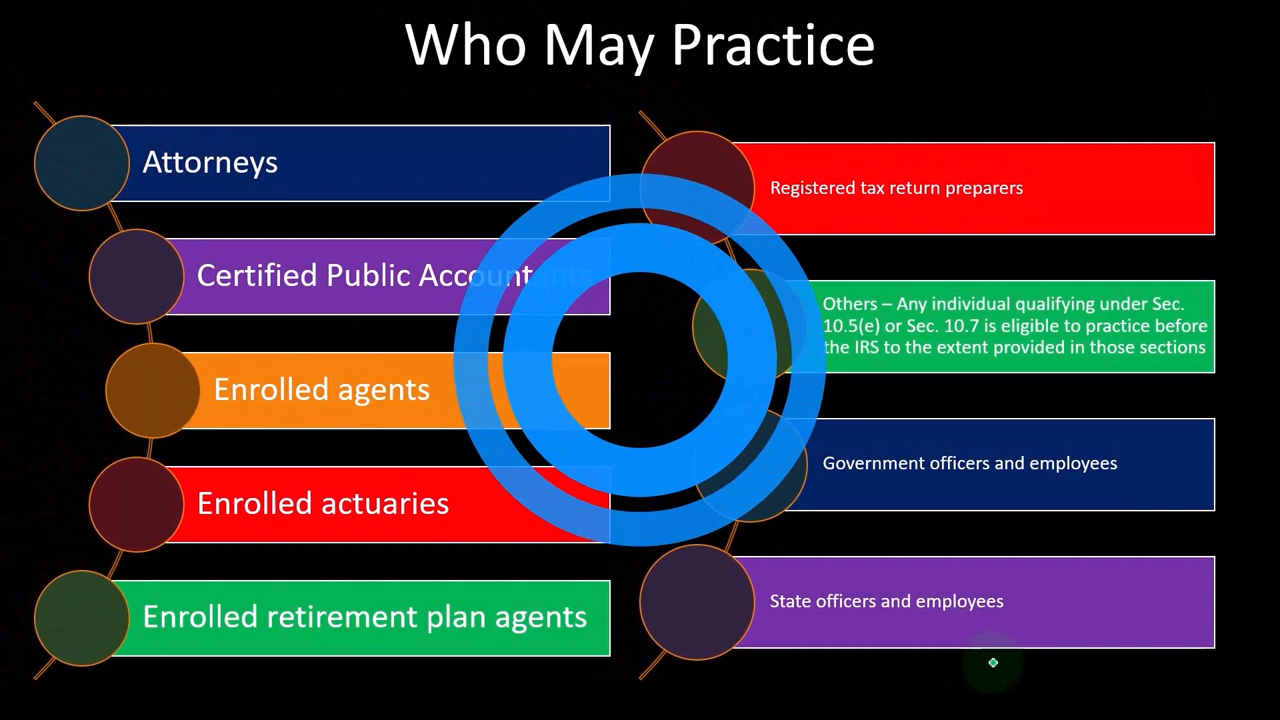 Who May Practice
Attorneys
Certified Public Accountants
Enrolled agents
Enrolled actuaries
Enrolled retirement plan agents
Registered tax return preparers
Others – Any individual qualifying under Sec.
10.5(e) or Sec. 10.7 is eligible to practice before
the IRS to the extent provided in those sections
Government officers and employees
State officers and employees